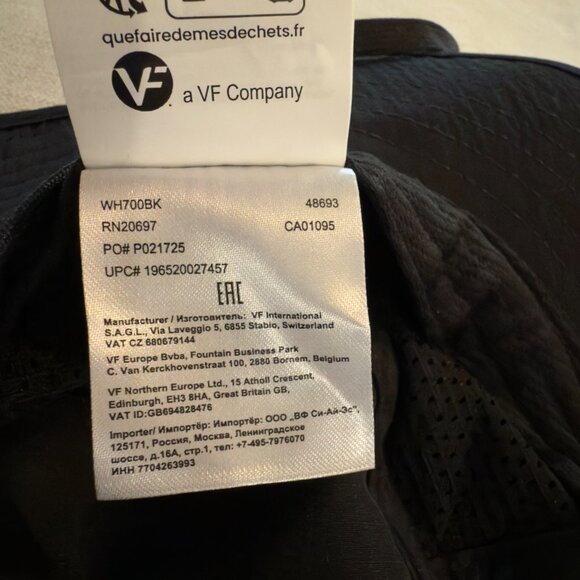 quefairedemesdechets.fr
VF. a VF Company
WH700BK 48693
RN20697 CA01095
PO# P021725
UPC# 196520027457
EAC
Manufacturer / Изготовитель: VF International
S.A.G.L., Via Laveggio 5, 6855 Stabio, Switzerland
VAT CZ 680679144
VF Europe Bvba, Fountain Business Park
C. Van Kerckhovenstraat 100, 2880 Bornem, Belgium
VF Northern Europe Ltd., 15 Atholl Crescent,
Edinburgh, EH3 8HA, Great Britain GB,
VAT ID:GB694828476
Importer/ Импортёр: Импортёр: ООО „ВФ Си-Ай-Эс",
125171, Россия, Москва, Ленинградское
шоссе, д.16А, стр.1, тел: +7-495-7976070
ИНН 7704263993